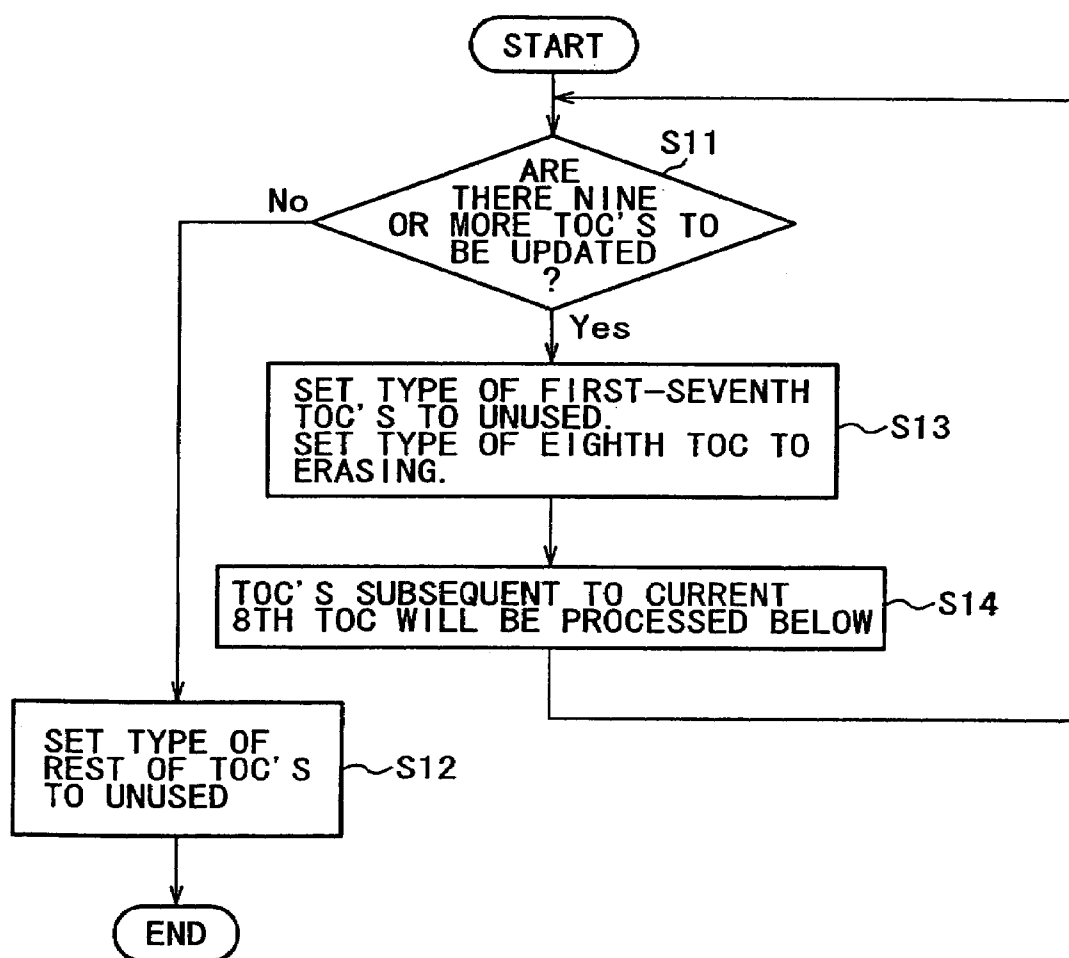 START
S11
ARE
THERE NINE
OR MORE TOC'S TO
BE UPDATED
?
No
Yes
SET TYPE OF FIRST-SEVENTH
TOC'S TO UNUSED.
SET TYPE OF EIGHTH TOC TO
ERASING.
S13
TOC'S SUBSEQUENT TO CURRENT
8TH TOC WILL BE PROCESSED BELOW
S14
SET TYPE OF
REST OF TOC'S
TO UNUSED
S12
END